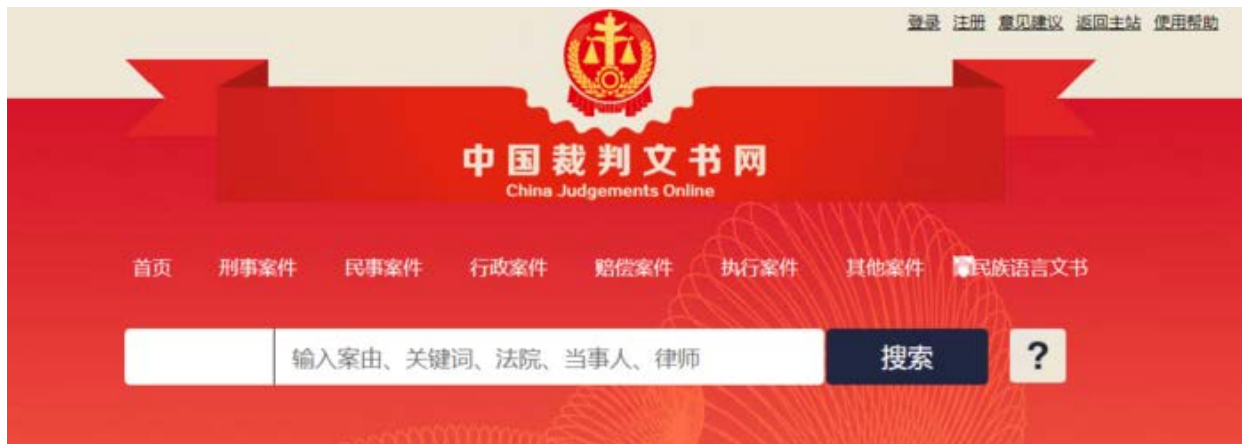 登录 注册 意见建议 返回主站 使用帮助
中国裁判文书网
China Judgements Online
首页 刑事案件 民事案件 行政案件 赔偿案件 执行案件 其他案件 民族语言文书
输入案由、关键词、法院、当事人、律师 搜索 ?